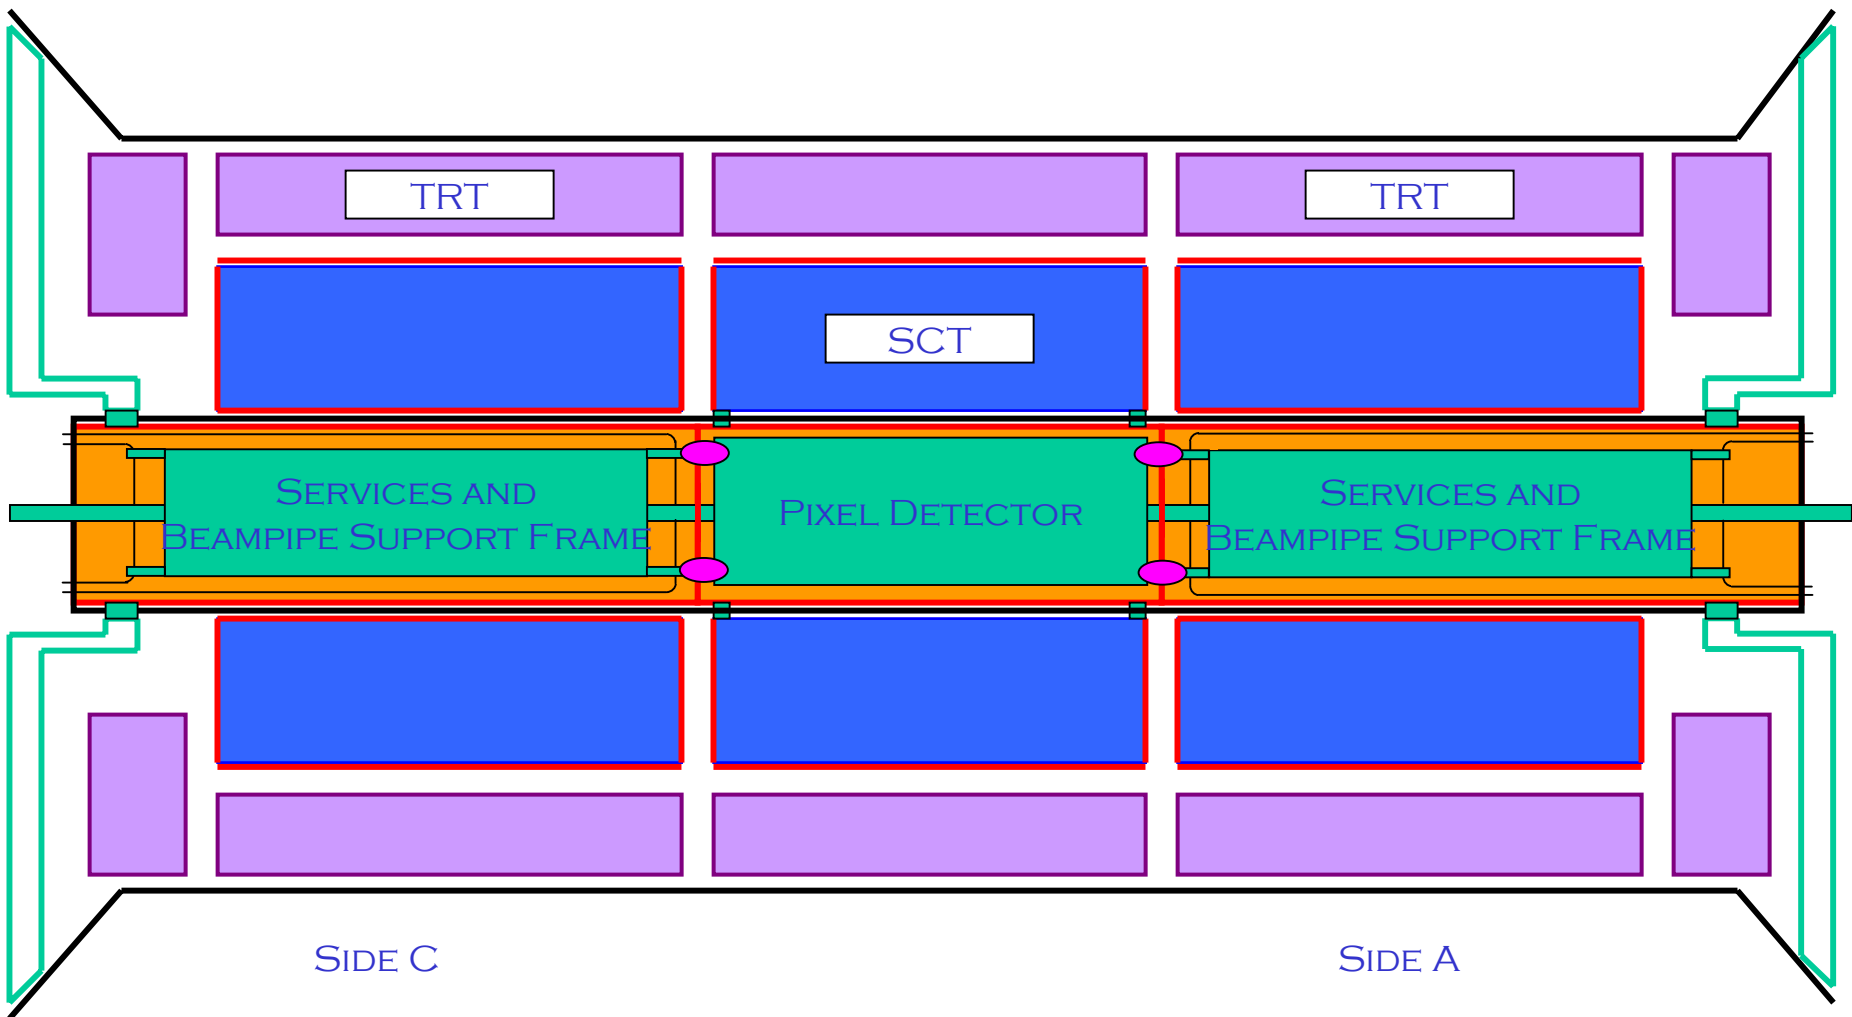 TRT
TRT
SCT
Services and
Beampipe Support Frame
Pixel Detector
Services and
Beampipe Support Frame
Side C
Side A